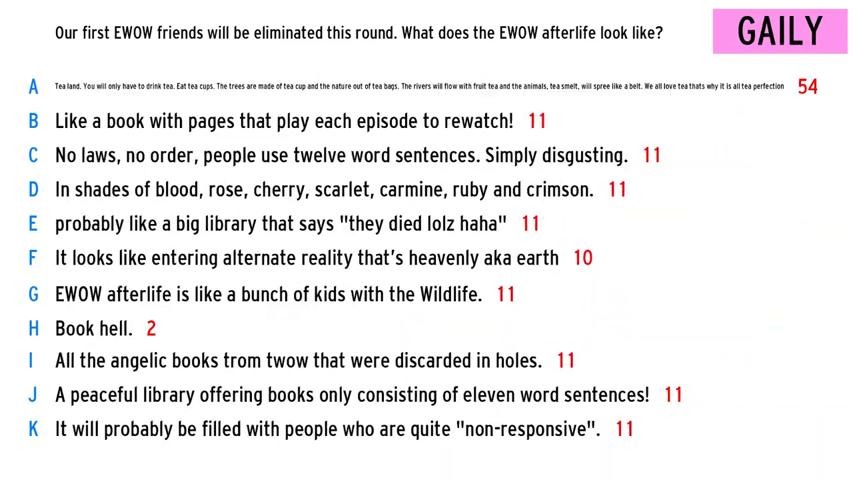 Our first EWOW friends will be eliminated this round. What does the EWOW afterlife look like?
GAILY
A Tea land. You will only have to drink tea. Eat tea cups. The trees are made of tea cup and the nature out of tea bags. The rivers will flow with fruit tea and the animals, tea smelt, will spree like a belt. We all love tea thats why it is all tea perfection 54
B Like a book with pages that play each episode to rewatch! 11
C No laws, no order, people use twelve word sentences. Simply disgusting. 11
D In shades of blood, rose, cherry, scarlet, carmine, ruby and crimson. 11
E probably like a big library that says "they died lolz haha" 11
F It looks like entering alternate reality that's heavenly aka earth 10
G EWOW afterlife is like a bunch of kids with the Wildlife. 11
H Book hell. 2
I All the angelic books trom twow that were discarded in holes. 11
J A peaceful library offering books only consisting of eleven word sentences! 11
K It will probably be filled with people who are quite "non-responsive". 11